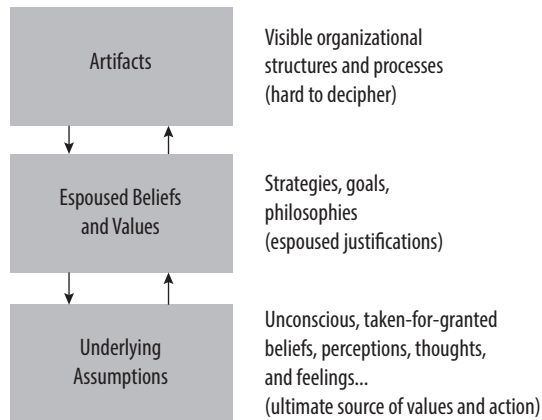 Artifacts
Visible organizational
structures and processes
(hard to decipher)
Espoused Beliefs
and Values
Strategies, goals,
philosophies
(espoused justifications)
Underlying
Assumptions
Unconscious, taken-for-granted
beliefs, perceptions, thoughts,
and feelings...
(ultimate source of values and action)